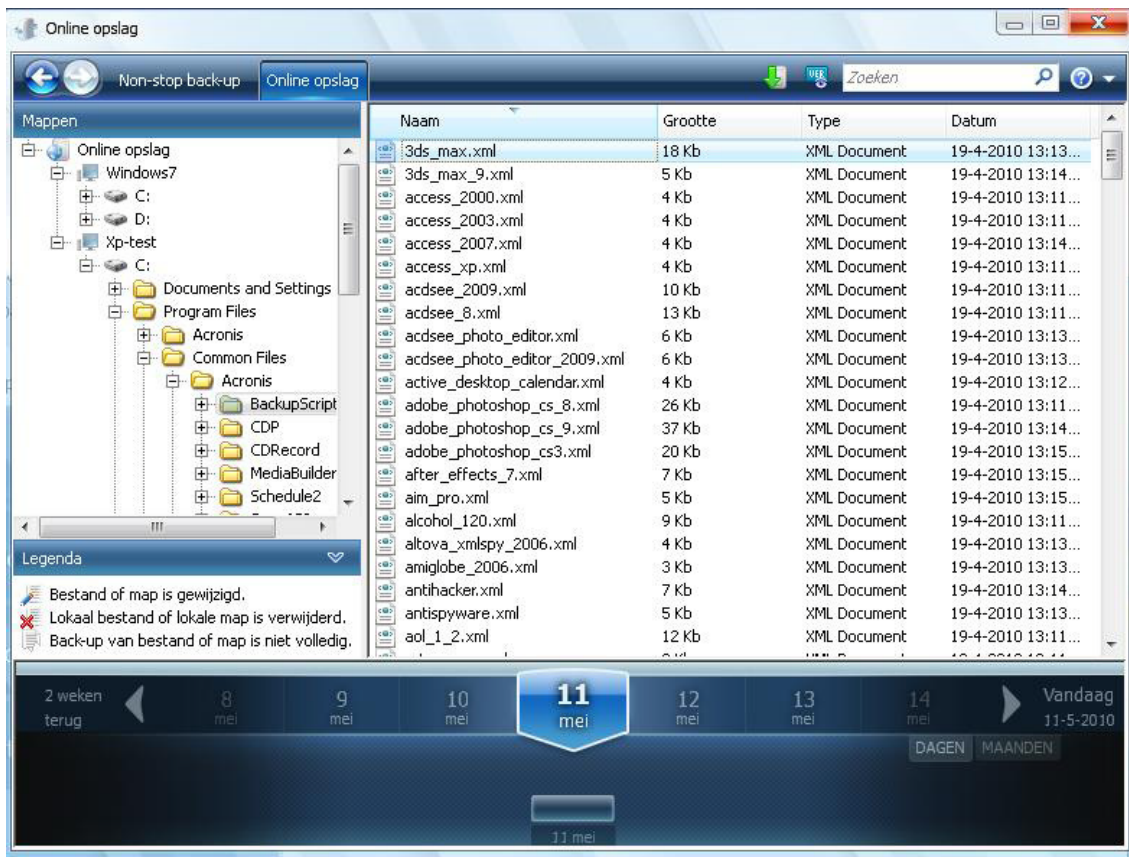 Online opslag
Non-stop back-up
Online opslag
VER
Zoeken
Mappen
Online opslag
Windows7
C:
D:
Xp-test
C:
Documents and Settings
Program Files
Acronis
Common Files
Acronis
BackupScript
CDP
CDRecord
MediaBuilder
Schedule2
Legenda
Bestand of map is gewijzigd.
Lokaal bestand of lokale map is verwijderd.
Back-up van bestand of map is niet volledig.
Naam Grootte Type Datum
3ds_max.xml 18 Kb XML Document 19-4-2010 13:13...
3ds_max_9.xml 5 Kb XML Document 19-4-2010 13:14...
access_2000.xml 4 Kb XML Document 19-4-2010 13:11...
access_2003.xml 4 Kb XML Document 19-4-2010 13:11...
access_2007.xml 4 Kb XML Document 19-4-2010 13:14...
access_xp.xml 4 Kb XML Document 19-4-2010 13:11...
acdsee_2009.xml 10 Kb XML Document 19-4-2010 13:11...
acdsee_8.xml 13 Kb XML Document 19-4-2010 13:11...
acdsee_photo_editor.xml 6 Kb XML Document 19-4-2010 13:13...
acdsee_photo_editor_2009.xml 6 Kb XML Document 19-4-2010 13:13...
active_desktop_calendar.xml 4 Kb XML Document 19-4-2010 13:12...
adobe_photoshop_cs_8.xml 26 Kb XML Document 19-4-2010 13:11...
adobe_photoshop_cs_9.xml 37 Kb XML Document 19-4-2010 13:14...
adobe_photoshop_cs3.xml 20 Kb XML Document 19-4-2010 13:15...
after_effects_7.xml 7 Kb XML Document 19-4-2010 13:15...
aim_pro.xml 5 Kb XML Document 19-4-2010 13:15...
alcohol_120.xml 9 Kb XML Document 19-4-2010 13:11...
altova_xmlspy_2006.xml 4 Kb XML Document 19-4-2010 13:13...
amiglobe_2006.xml 3 Kb XML Document 19-4-2010 13:13...
antihacker.xml 7 Kb XML Document 19-4-2010 13:14...
antispyware.xml 5 Kb XML Document 19-4-2010 13:13...
aol_1_2.xml 12 Kb XML Document 19-4-2010 13:11...
2 weken
terug
8
mei
9
mei
10
mei
11
mei
12
mei
13
mei
14
mei
Vandaag
11-5-2010
DAGEN MAANDEN
11 mei